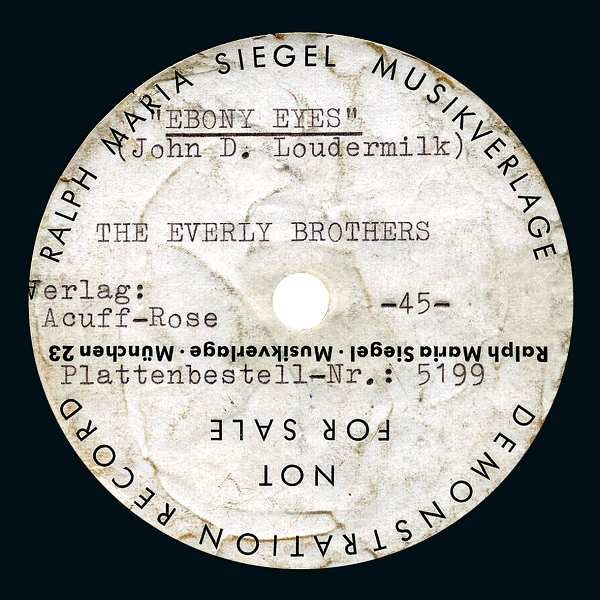 RALPH MARIA SIEGEL MUSIKVERLAGE
"EBONY EYES"
(John D. Loudermilk)
THE EVERLY BROTHERS
Verlag:
Acuff-Rose
-45-
Ralph Maria Siegel · Musikverlage · München 23
Plattenbestell-Nr.: 5199
NOT
FOR SALE
DEMONSTRATION RECORD